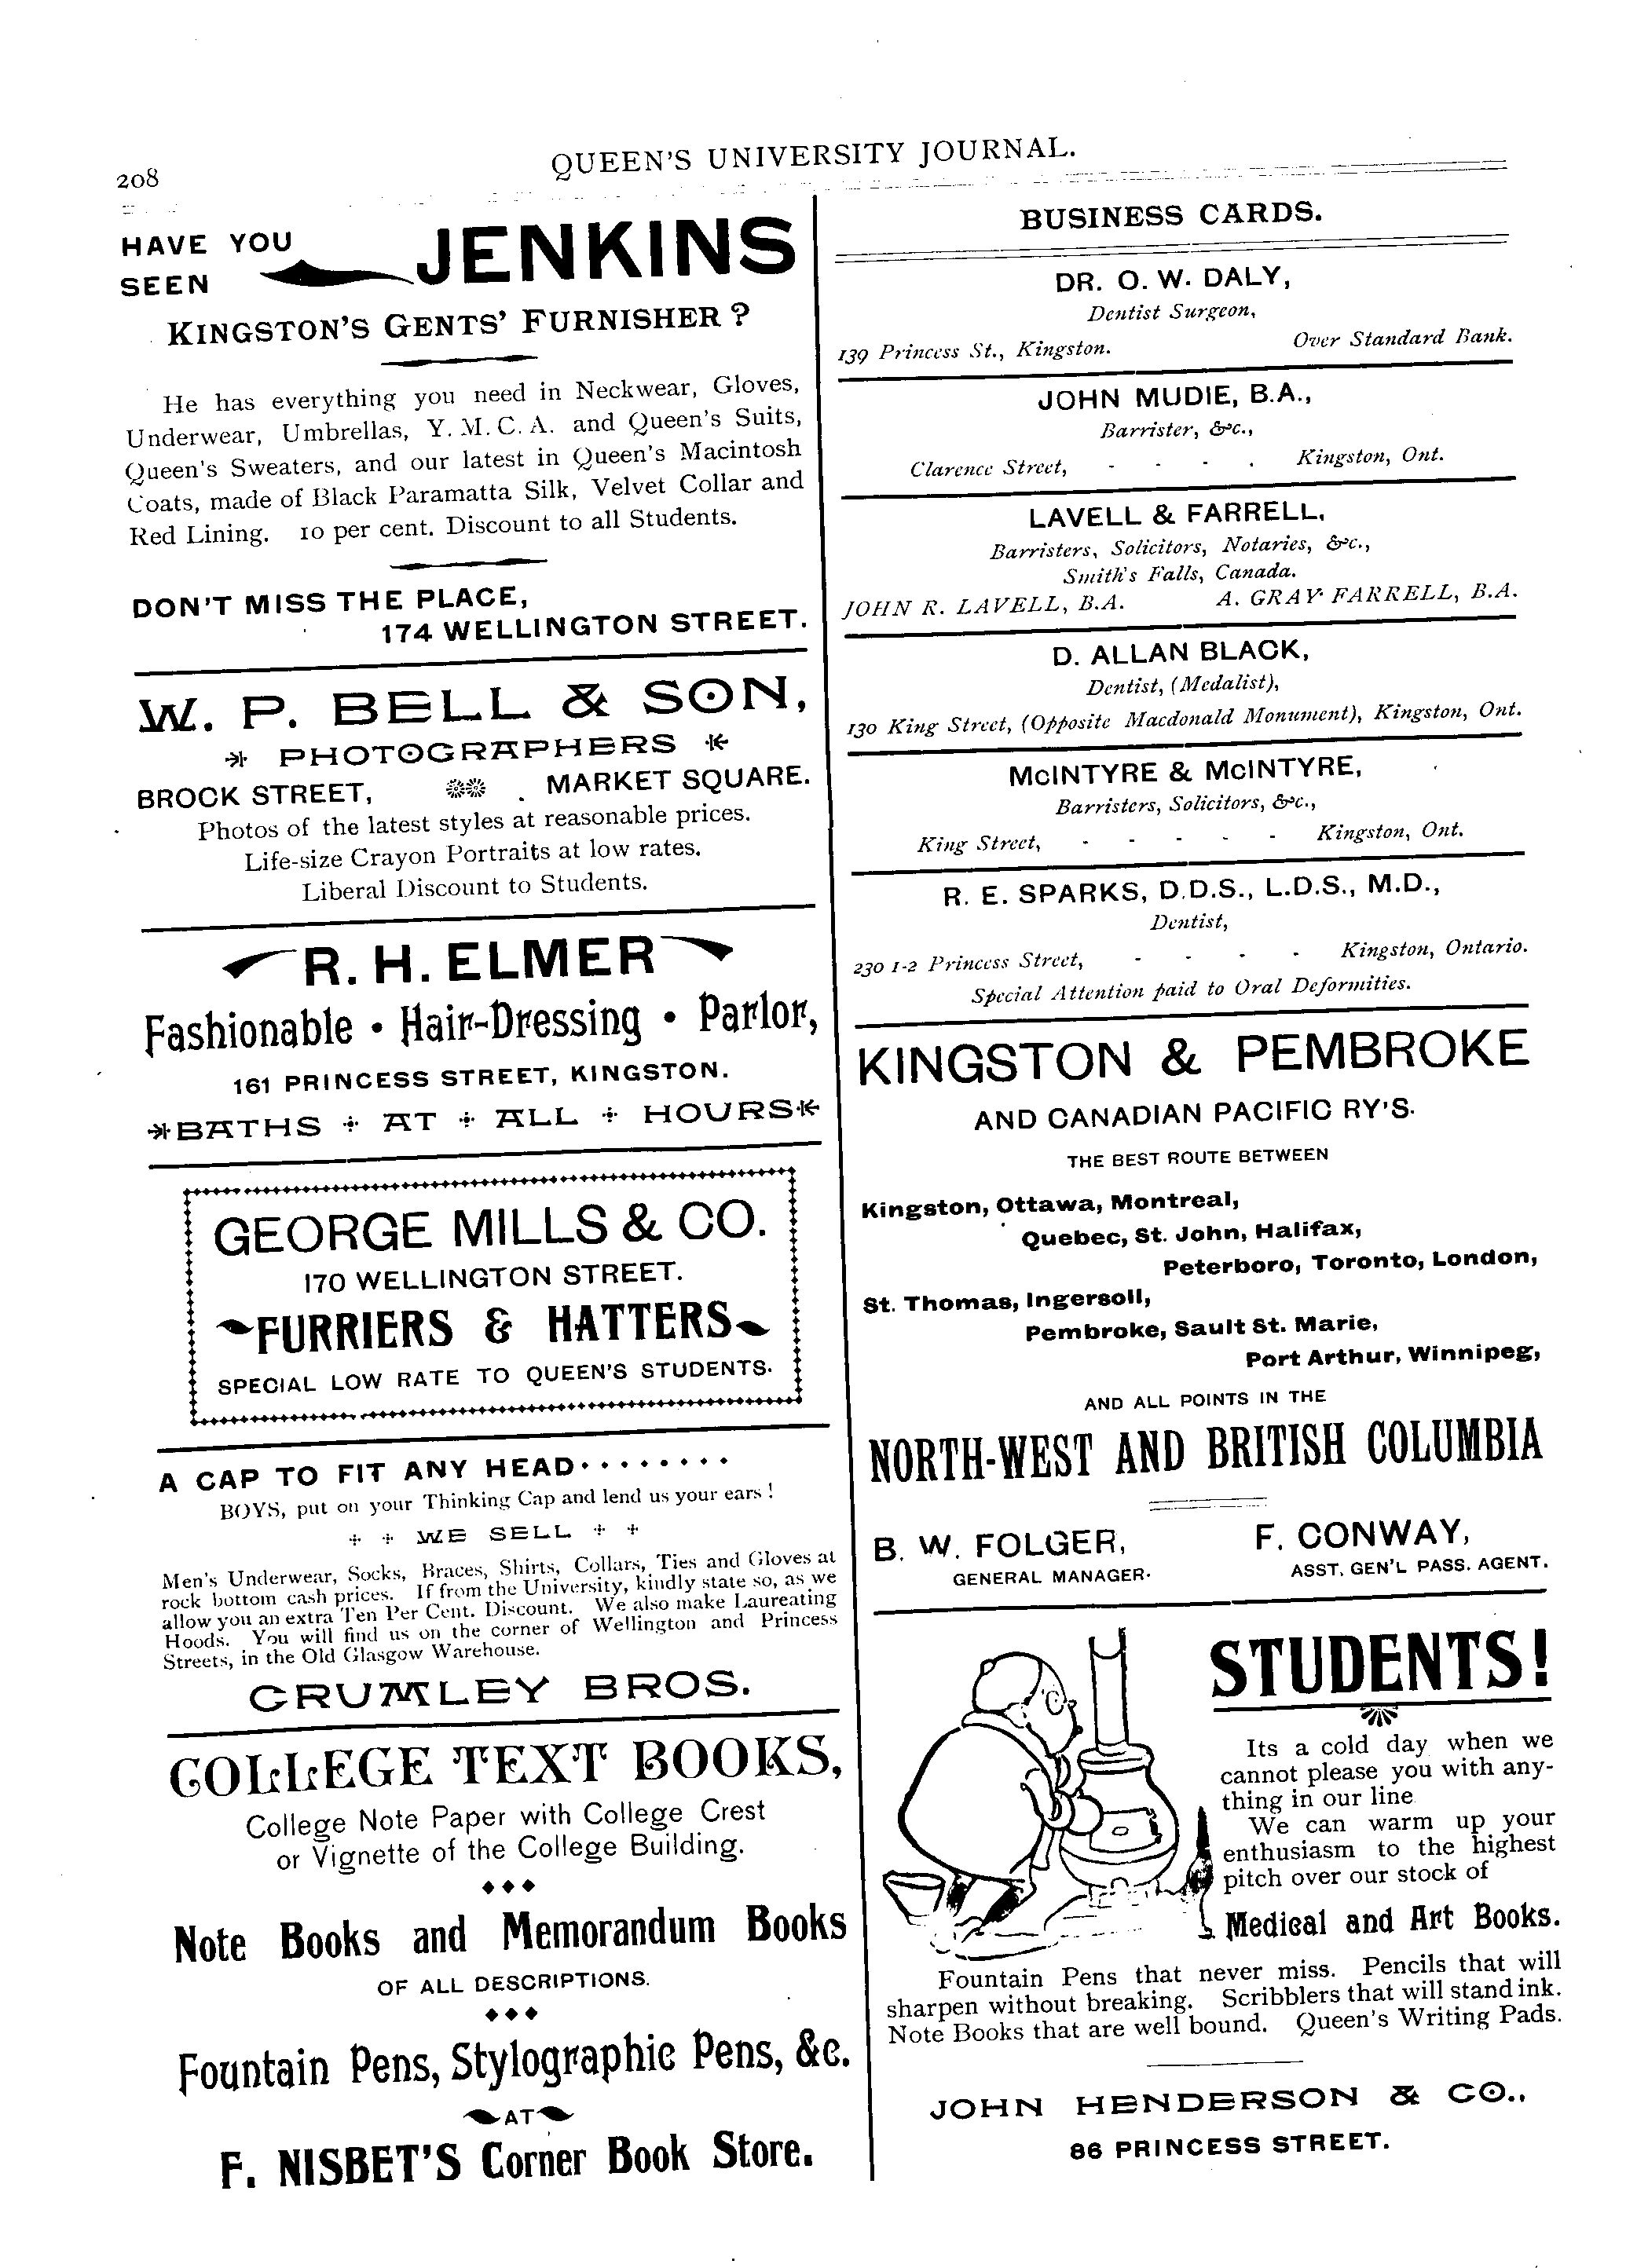 208
QUEEN'S UNIVERSITY JOURNAL.
HAVE YOU
SEEN
JENKINS
KINGSTON'S GENTS' FURNISHER ?
He has everything you need in Neckwear, Gloves,
Underwear, Umbrellas, Y. M. C. A. and Queen's Suits,
Queen's Sweaters, and our latest in Queen's Macintosh
Coats, made of Black Paramatta Silk, Velvet Collar and
Red Lining. 10 per cent. Discount to all Students.
DON'T MISS THE PLACE,
174 WELLINGTON STREET.
W. P. BELL & SON,
PHOTOGRAPHERS
BROCK STREET, MARKET SQUARE.
Photos of the latest styles at reasonable prices.
Life-size Crayon Portraits at low rates.
Liberal Discount to Students.
R. H. ELMER
Fashionable • Hair-Dressing • Parlor,
161 PRINCESS STREET, KINGSTON.
BATHS AT ALL HOURS
GEORGE MILLS & CO.
170 WELLINGTON STREET.
FURRIERS & HATTERS
SPECIAL LOW RATE TO QUEEN'S STUDENTS.
A CAP TO FIT ANY HEAD • • • • • • • • •
BOYS, put on your Thinking Cap and lend us your ears !
WE SELL
Men's Underwear, Socks, Braces, Shirts, Collars, Ties and Gloves at
rock bottom cash prices. If from the University, kindly state so, as we
allow you an extra Ten Per Cent. Discount. We also make Laureating
Hoods. You will find us on the corner of Wellington and Princess
Streets, in the Old Glasgow Warehouse.
CRUMLEY BROS.
COLLEGE TEXT BOOKS,
College Note Paper with College Crest
or Vignette of the College Building.
Note Books and Memorandum Books
OF ALL DESCRIPTIONS.
Fountain Pens, Stylographic Pens, &c.
AT
F. NISBET'S Corner Book Store.
BUSINESS CARDS.
DR. O. W. DALY,
Dentist Surgeon,
139 Princess St., Kingston. Over Standard Bank.
JOHN MUDIE, B.A.,
Barrister, &c.,
Clarence Street, - - - . Kingston, Ont.
LAVELL & FARRELL,
Barristers, Solicitors, Notaries, &c.,
Smith's Falls, Canada.
JOHN R. LAVELL, B.A. A. GRAY FARRELL, B.A.
D. ALLAN BLACK,
Dentist, (Medalist),
130 King Street, (Opposite Macdonald Monument), Kingston, Ont.
McINTYRE & McINTYRE,
Barristers, Solicitors, &c.,
King Street, - - - - - Kingston, Ont.
R. E. SPARKS, D.D.S., L.D.S., M.D.,
Dentist,
230 1-2 Princess Street, - - - - Kingston, Ontario.
Special Attention paid to Oral Deformities.
KINGSTON & PEMBROKE
AND CANADIAN PACIFIC RY'S.
THE BEST ROUTE BETWEEN
Kingston, Ottawa, Montreal,
Quebec, St. John, Halifax,
Peterboro, Toronto, London,
St. Thomas, Ingersoll,
Pembroke, Sault St. Marie,
Port Arthur, Winnipeg,
AND ALL POINTS IN THE
NORTH-WEST AND BRITISH COLUMBIA
B. W. FOLGER, F. CONWAY,
GENERAL MANAGER. ASST. GEN'L PASS. AGENT.
STUDENTS!
Its a cold day when we
cannot please you with any-
thing in our line
We can warm up your
enthusiasm to the highest
pitch over our stock of
Medical and Art Books.
Fountain Pens that never miss. Pencils that will
sharpen without breaking. Scribblers that will stand ink.
Note Books that are well bound. Queen's Writing Pads.
JOHN HENDERSON & CO.,
86 PRINCESS STREET.